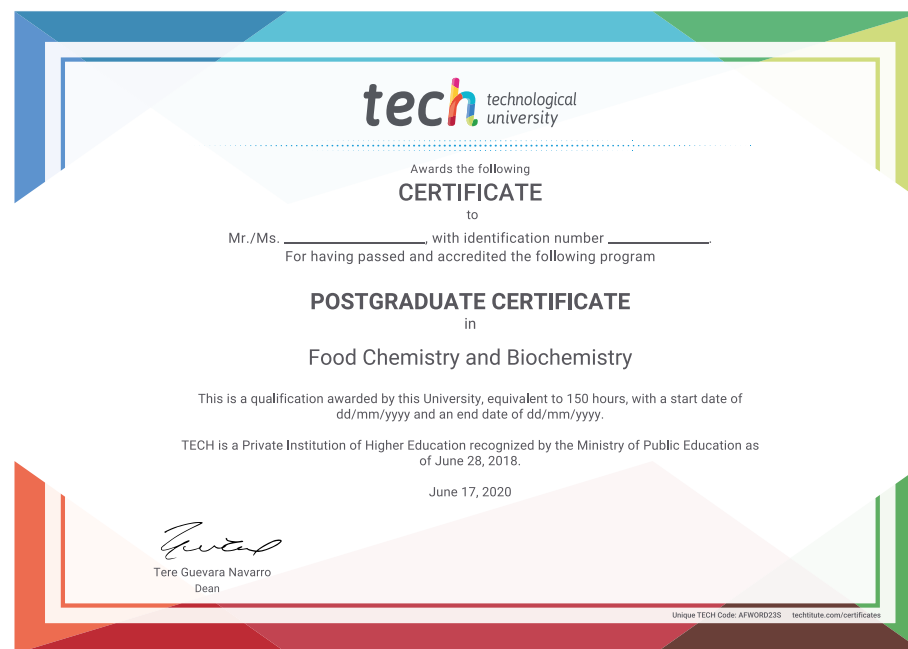 tech technological
university
Awards the following
CERTIFICATE
to
Mr./Ms. ____________________, with identification number ______________.
For having passed and accredited the following program
POSTGRADUATE CERTIFICATE
in
Food Chemistry and Biochemistry
This is a qualification awarded by this University, equivalent to 150 hours, with a start date of
dd/mm/yyyy and an end date of dd/mm/yyyy.
TECH is a Private Institution of Higher Education recognized by the Ministry of Public Education as
of June 28, 2018.
June 17, 2020
Tere Guevara Navarro
Dean
Unique TECH Code: AFWORD23S techtitute.com/certificates